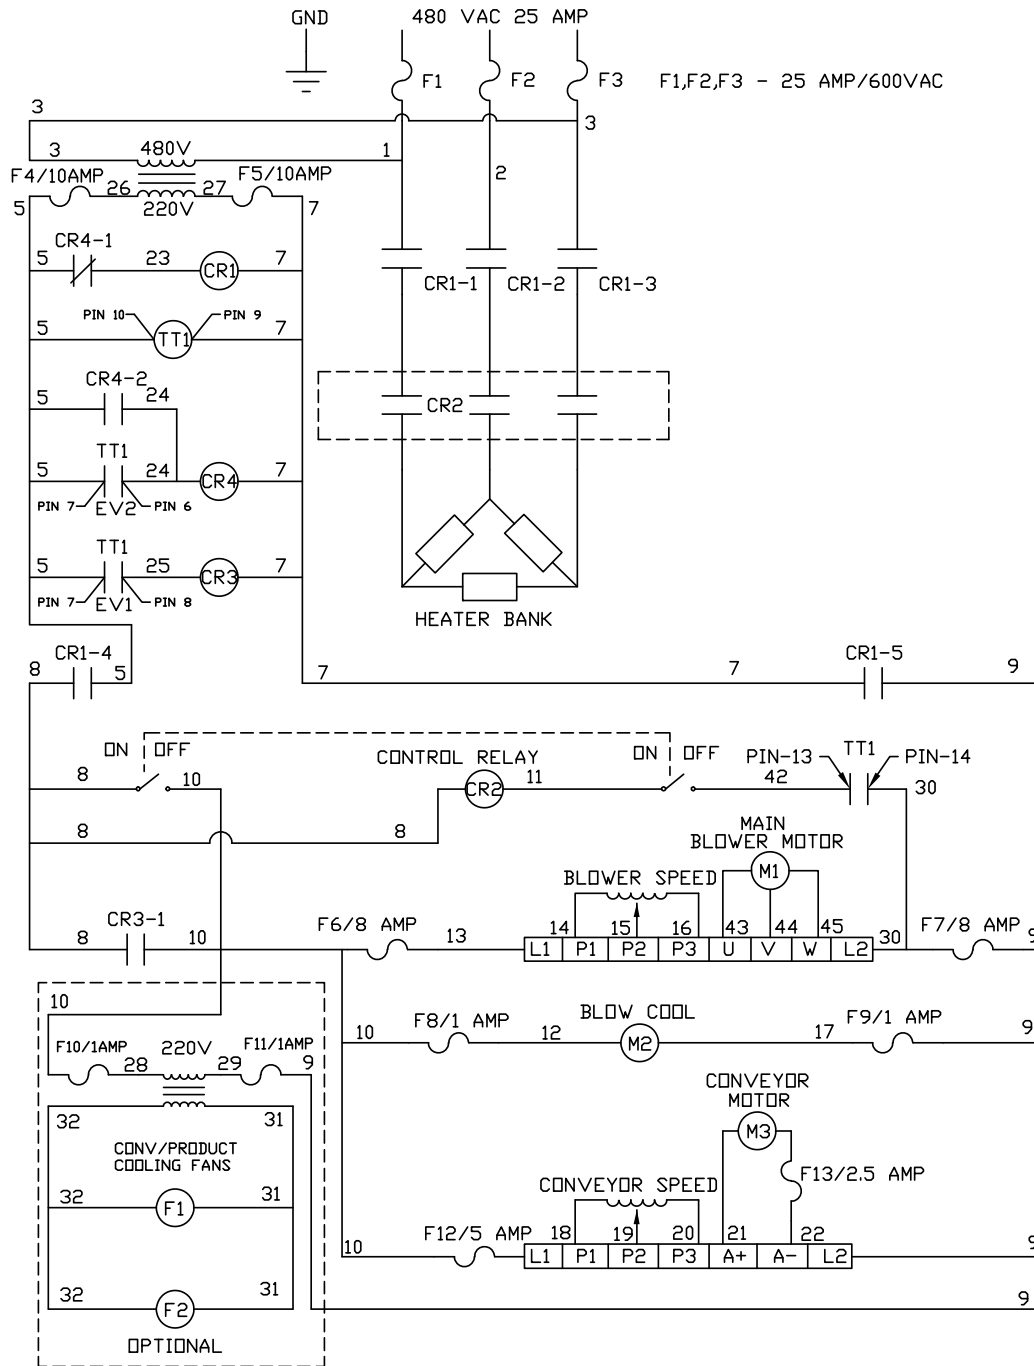 GND
480 VAC 25 AMP
F1
F2
F3
F1,F2,F3 - 25 AMP/600VAC
3
3
3
480V
1
2
F4/10AMP
26
27
F5/10AMP
5
220V
7
CR4-1
5
23
CR1
7
CR1-1
CR1-2
CR1-3
PIN 10
PIN 9
5
TT1
7
CR4-2
5
24
CR2
TT1
5
24
CR4
7
PIN 7
EV2
PIN 6
TT1
5
25
CR3
7
PIN 7
EV1
PIN 8
HEATER BANK
CR1-4
8
5
7
7
CR1-5
9
ON OFF
CONTROL RELAY
ON OFF
PIN-13
TT1
PIN-14
8
10
CR2
11
42
30
8
8
MAIN
BLOWER MOTOR
M1
BLOWER SPEED
CR3-1
F6/8 AMP
14
15
16
43
44
45
F7/8 AMP
8
10
13
L1
P1
P2
P3
U
V
W
L2
30
9
10
F8/1 AMP
BLOW COOL
F9/1 AMP
10
12
M2
17
9
F10/1AMP
220V
F11/1AMP
28
29
9
CONVEYOR
MOTOR
M3
32
31
CONV/PRODUCT
COOLING FANS
F13/2.5 AMP
CONVEYOR SPEED
32
F1
31
F12/5 AMP
18
19
20
21
22
10
L1
P1
P2
P3
A+
A-
L2
9
32
F2
31
9
OPTIONAL